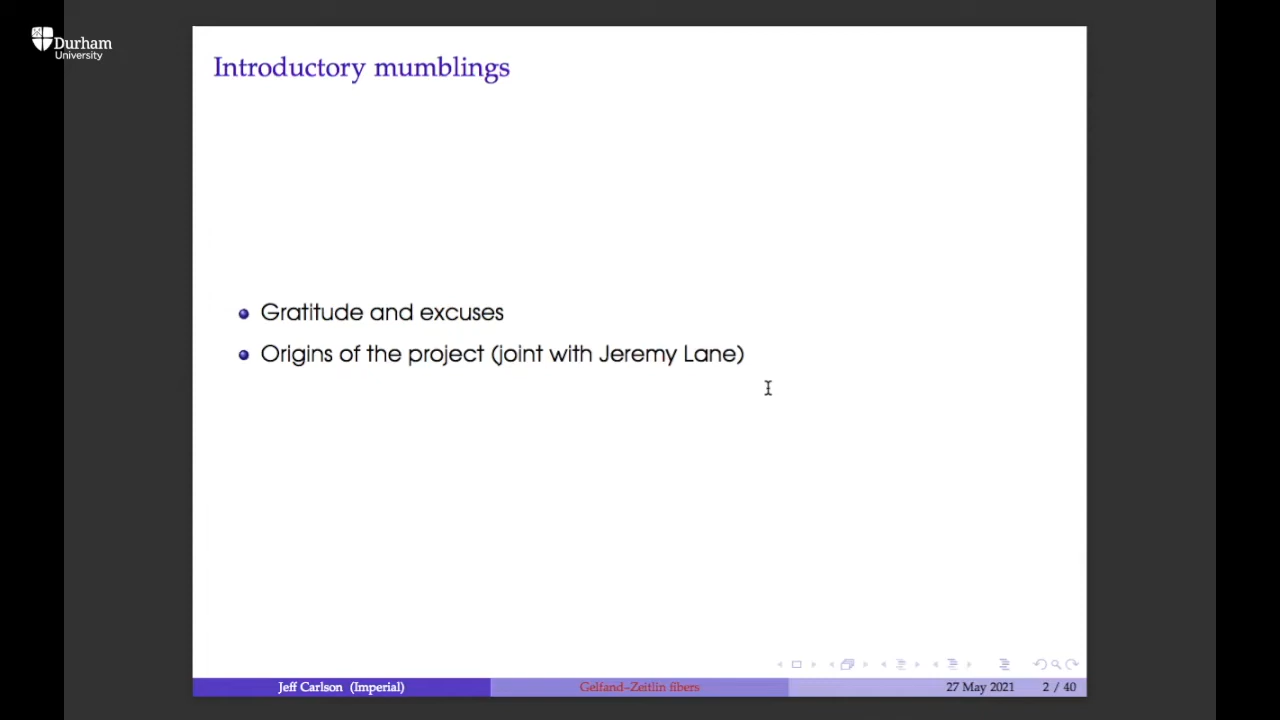 Durham
University
Introductory mumblings
Gratitude and excuses
Origins of the project (joint with Jeremy Lane)
Jeff Carlson (Imperial) Gelfand–Zeitlin fibers 27 May 2021 2 / 40